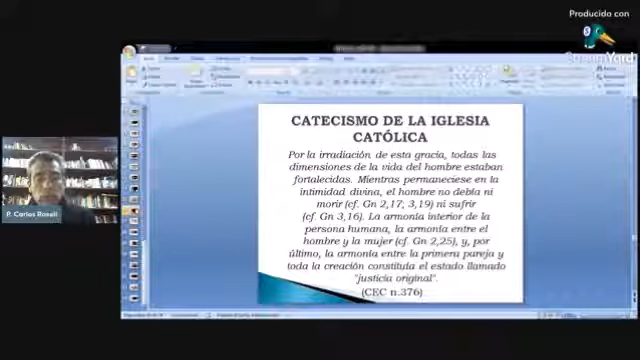 Producido con
StreamYard
CATECISMO DE LA IGLESIA
CATÓLICA
Por la irradiación de esta gracia, todas las
dimensiones de la vida del hombre estaban
fortalecidas. Mientras permaneciese en la
intimidad divina, el hombre no debía ni
morir (cf. Gn 2,17; 3,19) ni sufrir
(cf. Gn 3,16). La armonía interior de la
persona humana, la armonía entre el
hombre y la mujer (cf. Gn 2,25), y, por
último, la armonía entre la primera pareja y
toda la creación constituía el estado llamado
"justicia original".
(CEC n.376)
P. Carlos Rosell